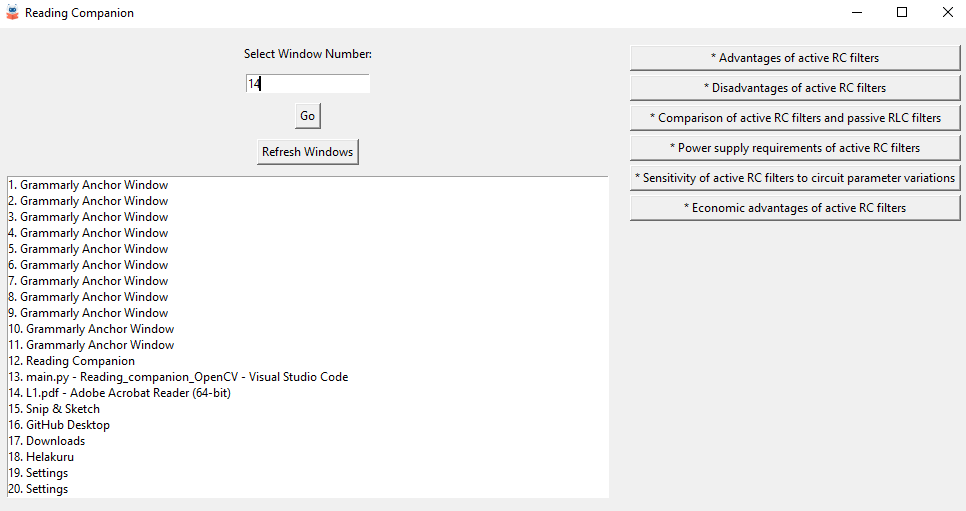 Reading Companion
Select Window Number:
14
Go
Refresh Windows
1. Grammarly Anchor Window
2. Grammarly Anchor Window
3. Grammarly Anchor Window
4. Grammarly Anchor Window
5. Grammarly Anchor Window
6. Grammarly Anchor Window
7. Grammarly Anchor Window
8. Grammarly Anchor Window
9. Grammarly Anchor Window
10. Grammarly Anchor Window
11. Grammarly Anchor Window
12. Reading Companion
13. main.py - Reading_companion_OpenCV - Visual Studio Code
14. L1.pdf - Adobe Acrobat Reader (64-bit)
15. Snip & Sketch
16. GitHub Desktop
17. Downloads
18. Helakuru
19. Settings
20. Settings
* Advantages of active RC filters
* Disadvantages of active RC filters
* Comparison of active RC filters and passive RLC filters
* Power supply requirements of active RC filters
* Sensitivity of active RC filters to circuit parameter variations
* Economic advantages of active RC filters